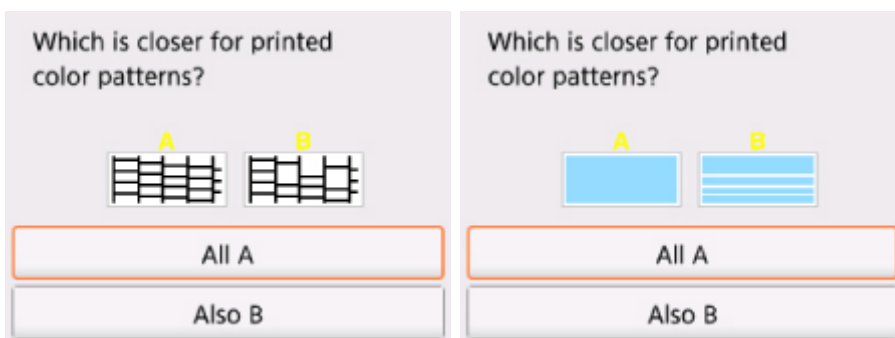 Which is closer for printed
color patterns?
A B
All A
Also B
Which is closer for printed
color patterns?
A B
All A
Also B